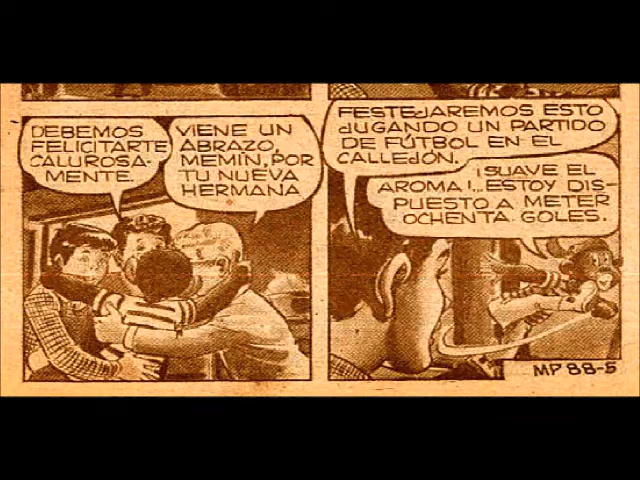 DEBEMOS
FELICITARTE
CALUROSA-
MENTE.
VIENE UN
ABRAZO,
MEMÍN, POR
TU NUEVA
HERMANA
FESTEJAREMOS ESTO
JUGANDO UN PARTIDO
DE FÚTBOL EN EL
CALLEJÓN.
¡SUAVE EL
AROMA!...ESTOY DIS-
PUESTO A METER
OCHENTA GOLES.
MP 88-5